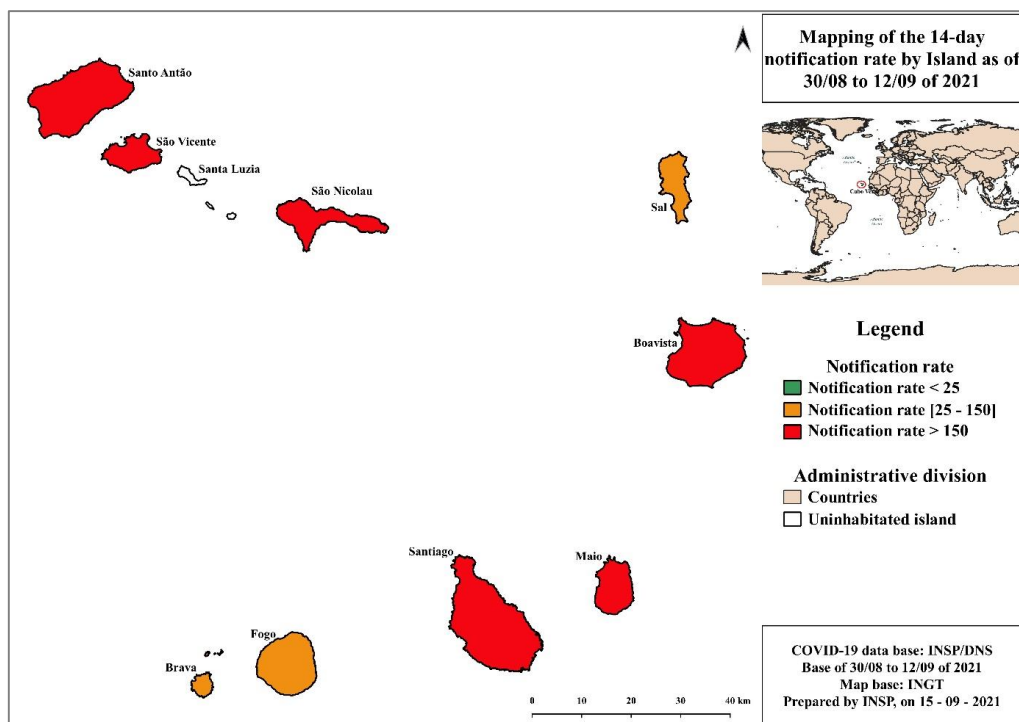 Mapping of the 14-day
notification rate by Island as of
30/08 to 12/09 of 2021
Santo Antão
São Vicente
Santa Luzia
São Nicolau
Sal
Boavista
Santiago
Maio
Fogo
Brava
Legend
Notification rate
Notification rate < 25
Notification rate [25 - 150]
Notification rate > 150
Administrative division
Countries
Uninhabitated island
0 10 20 30 40 km
COVID-19 data base: INSP/DNS
Base of 30/08 to 12/09 of 2021
Map base: INGT
Prepared by INSP, on 15 - 09 - 2021